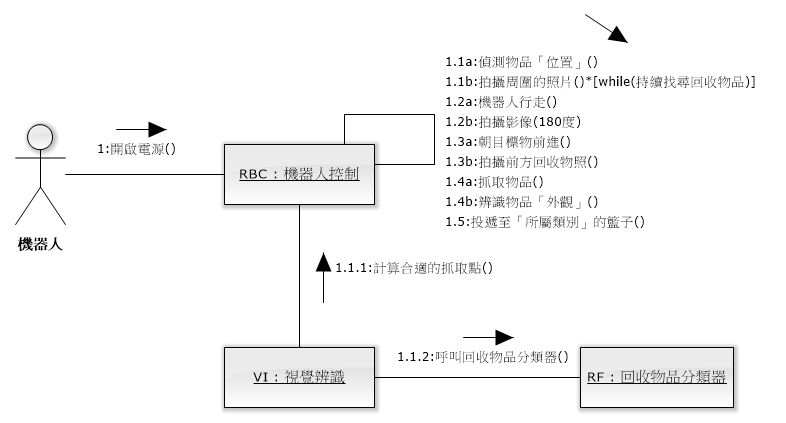 1.1a:偵測物品「位置」()
1.1b:拍攝周圍的照片()*[while(持續找尋回收物品)]
1.2a:機器人行走()
1.2b:拍攝影像(180度)
1.3a:朝目標物前進()
1.3b:拍攝前方回收物照()
1.4a:抓取物品()
1.4b:辨識物品「外觀」()
1.5:投遞至「所屬類別」的籃子()
1:開啟電源()
RBC : 機器人控制
機器人
1.1.1:計算合適的抓取點()
1.1.2:呼叫回收物品分類器()
VI : 視覺辨識
RF : 回收物品分類器